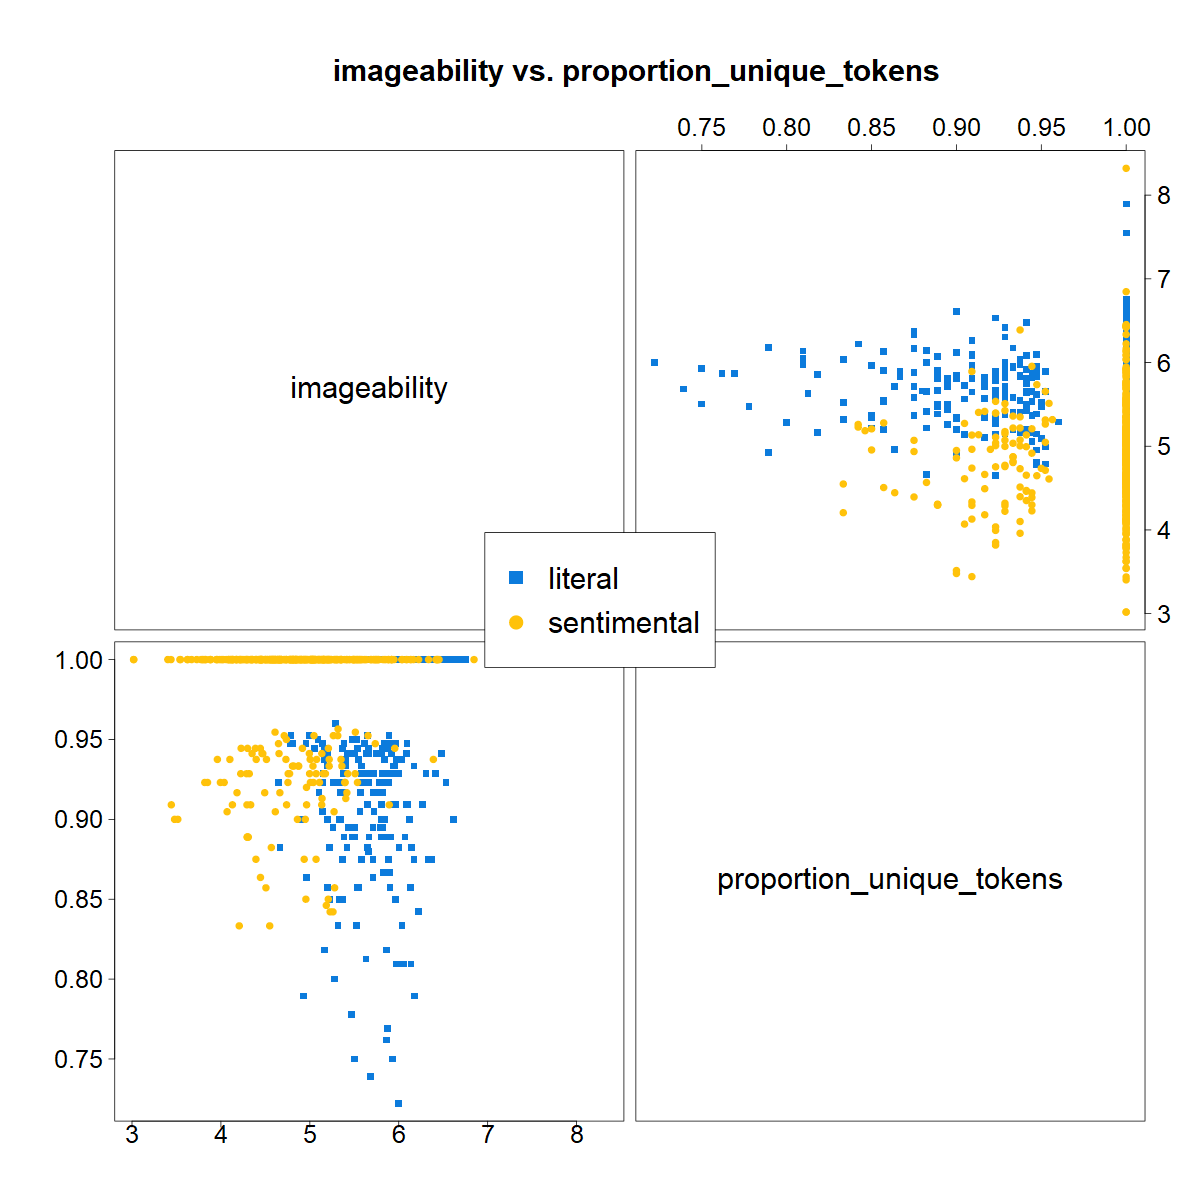 imageability vs. proportion_unique_tokens
0.75 0.80 0.85 0.90 0.95 1.00
8
7
6
5
4
3
imageability
literal
sentimental
1.00
0.95
0.90
0.85
0.80
0.75
proportion_unique_tokens
3 4 5 6 7 8